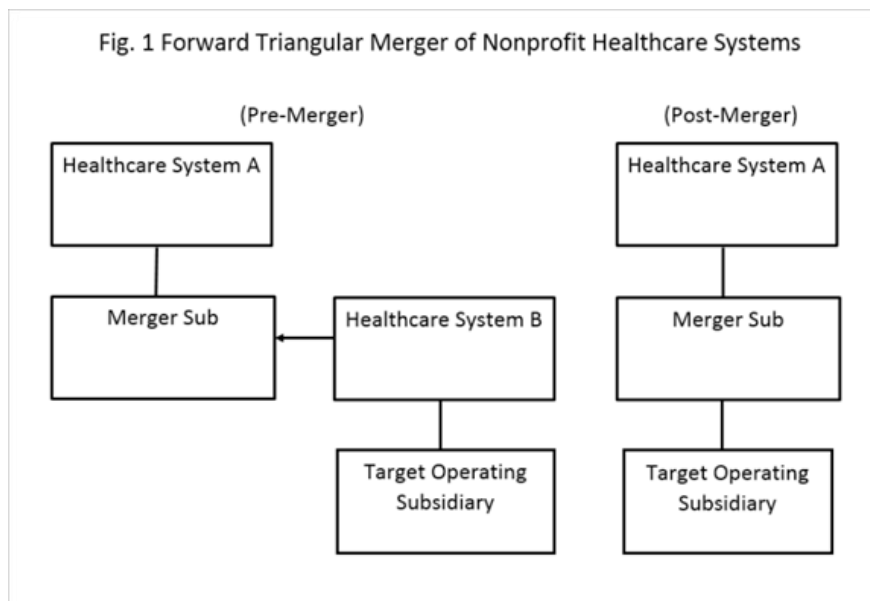 Fig. 1 Forward Triangular Merger of Nonprofit Healthcare Systems
(Pre-Merger)
(Post-Merger)
Healthcare System A
Healthcare System A
Merger Sub
Healthcare System B
Merger Sub
Target Operating
Subsidiary
Target Operating
Subsidiary